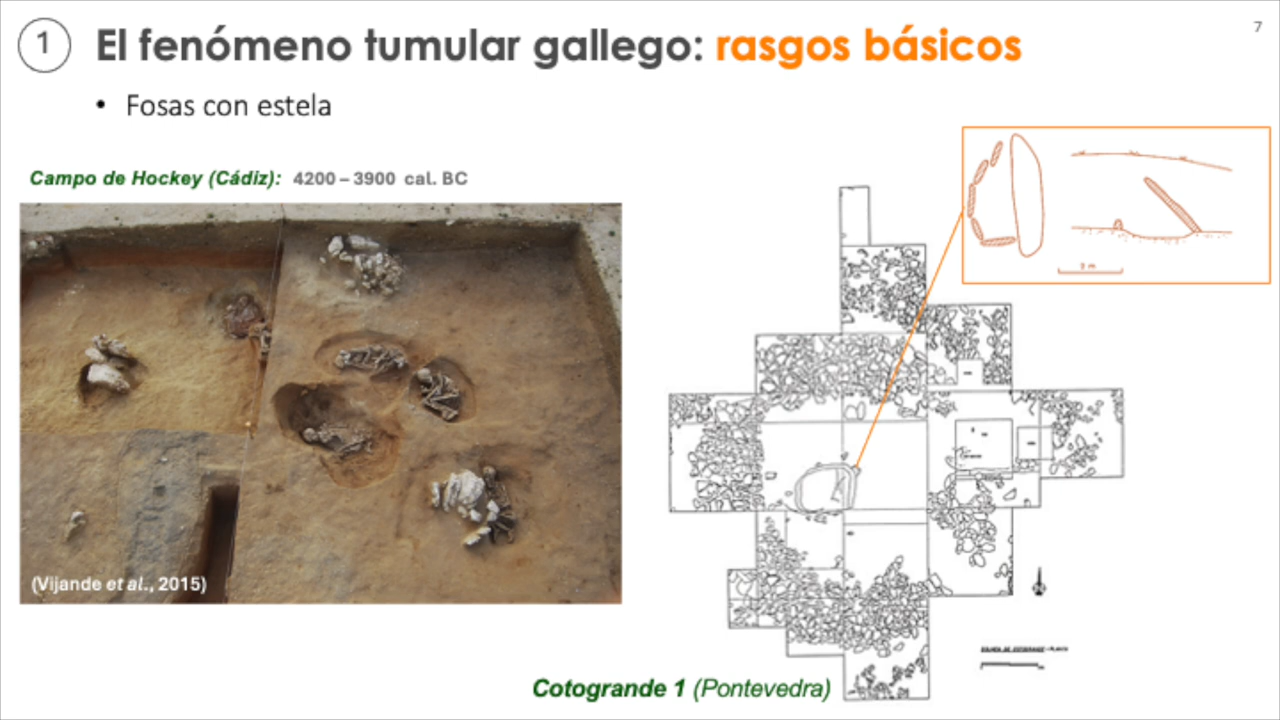 7
1 El fenómeno tumular gallego: rasgos básicos
• Fosas con estela
Campo de Hockey (Cádiz): 4200 – 3900 cal. BC
(Vijande et al., 2015)
Cotogrande 1 (Pontevedra)